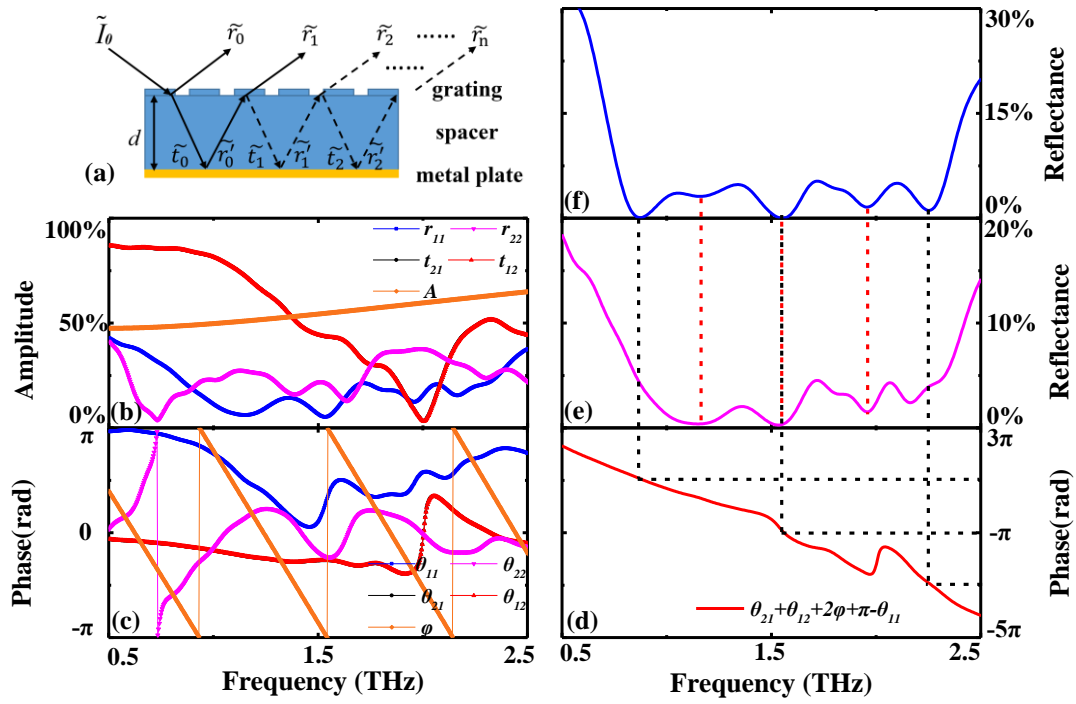 Ĩ₀ r̃₀ r̃₁ r̃₂ ...... r̃ₙ
......
grating
d
spacer
t̃₀ r̃₀′ t̃₁ r̃₁′ t̃₂ r̃₂′
(a) metal plate
100%
50%
0%
Amplitude
r₁₁ r₂₂
t₂₁ t₁₂
A
(b)
π
0
-π
Phase(rad)
θ₁₁ θ₂₂
θ₂₁ θ₁₂
φ
(c)
0.5 1.5 2.5
Frequency (THz)
30%
15%
0%
Reflectance
(f)
20%
10%
0%
Reflectance
(e)
3π
-π
-5π
Phase(rad)
(d)
θ₂₁+θ₁₂+2φ+π-θ₁₁
0.5 1.5 2.5
Frequency (THz)